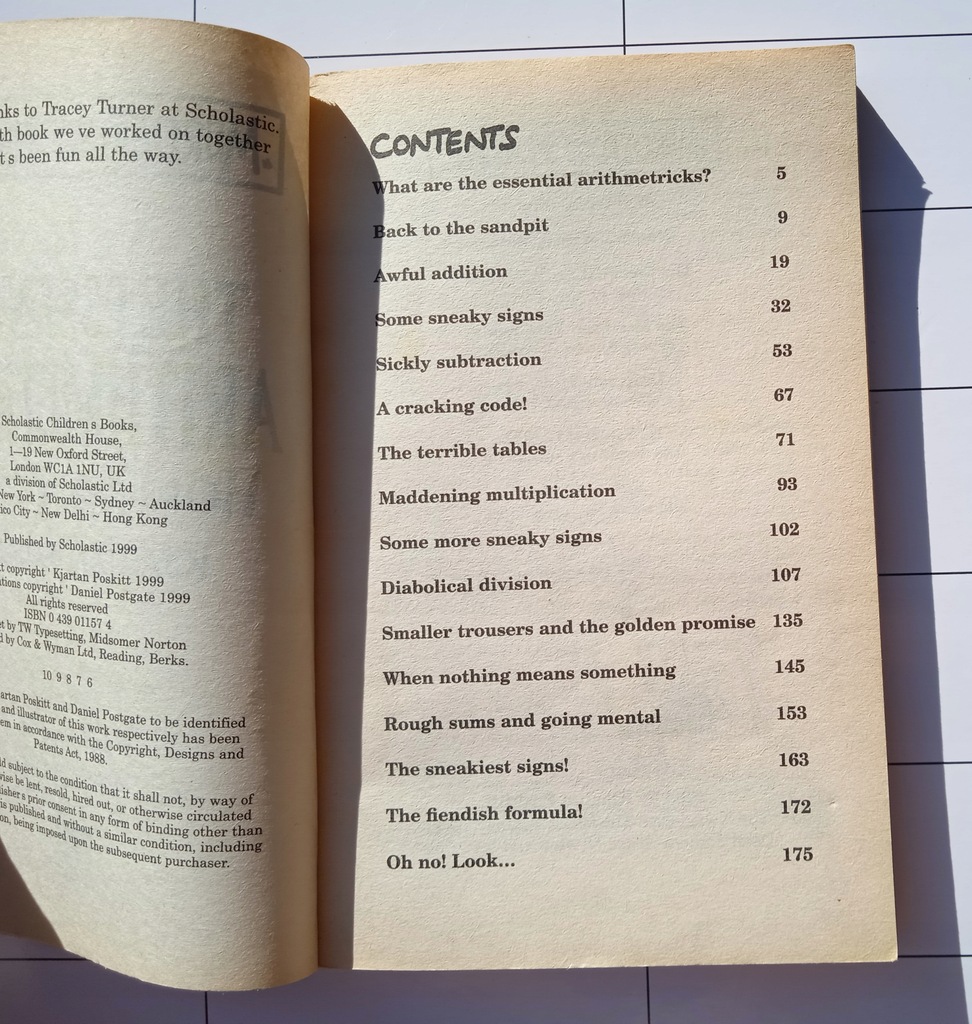 to Tracey Turner at Scholastic.
book we ve worked on together
s been fun all the way.
Scholastic Children s Books,
Commonwealth House,
1—19 New Oxford Street,
London WC1A 1NU, UK
a division of Scholastic Ltd
New York ~ Toronto ~ Sydney ~ Auckland
City ~ New Delhi ~ Hong Kong
Published by Scholastic 1999
copyright ' Kjartan Poskitt 1999
copyright ' Daniel Postgate 1999
All rights reserved
ISBN 0 439 01157 4
by TW Typesetting, Midsomer Norton
by Cox & Wyman Ltd, Reading, Berks.
10 9 8 7 6
Poskitt and Daniel Postgate to be identified
and illustrator of this work respectively has been
in accordance with the Copyright, Designs and
Patents Act, 1988.
subject to the condition that it shall not, by way of
be lent, resold, hired out, or otherwise circulated
prior consent in any form of binding other than
is published and without a similar condition, including
being imposed upon the subsequent purchaser.
CONTENTS
What are the essential arithmetricks? 5
Back to the sandpit 9
Awful addition 19
Some sneaky signs 32
Sickly subtraction 53
A cracking code! 67
The terrible tables 71
Maddening multiplication 93
Some more sneaky signs 102
Diabolical division 107
Smaller trousers and the golden promise 135
When nothing means something 145
Rough sums and going mental 153
The sneakiest signs! 163
The fiendish formula! 172
Oh no! Look... 175